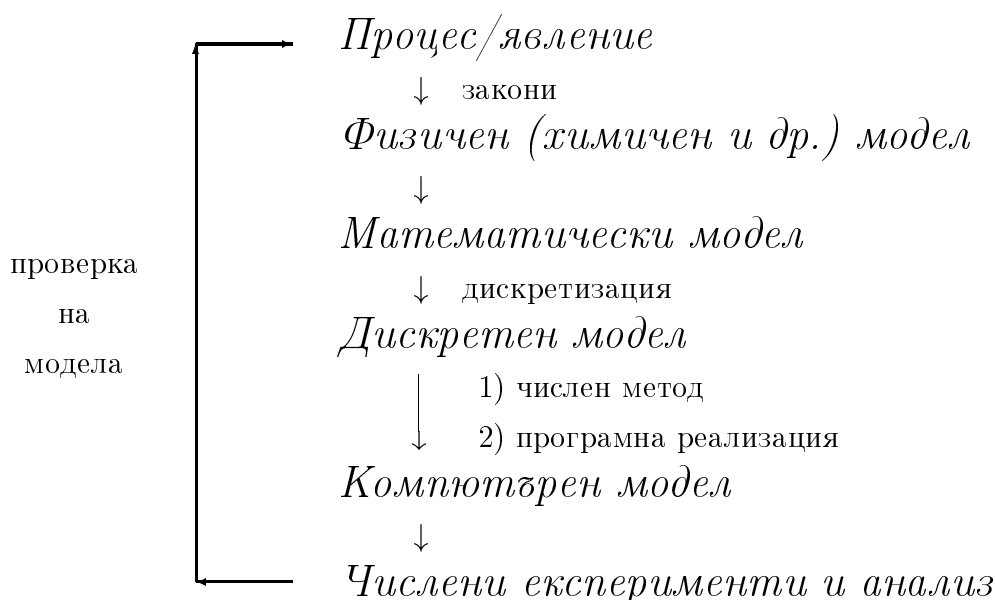 Процес/явление
↓ закони
Физичен (химичен и др.) модел
↓
Математически модел
↓ дискретизация
Дискретен модел
1) числен метод
2) програмна реализация
Компютърен модел
↓
Числени експерименти и анализ
проверка
на
модела